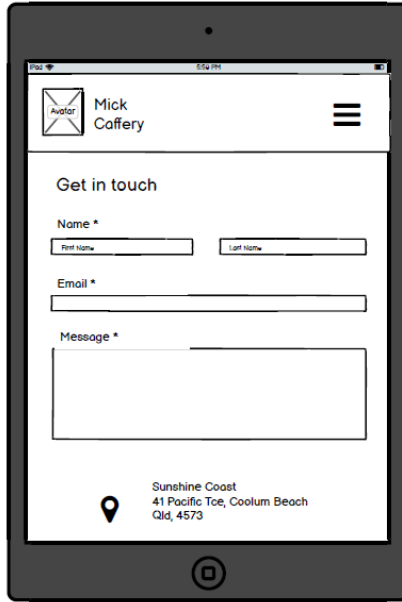 iPad 5:59 PM
Avatar
Mick
Caffery
Get in touch
Name *
First Name Last Name
Email *
Message *
Sunshine Coast
41 Pacific Tce, Coolum Beach
Qld, 4573